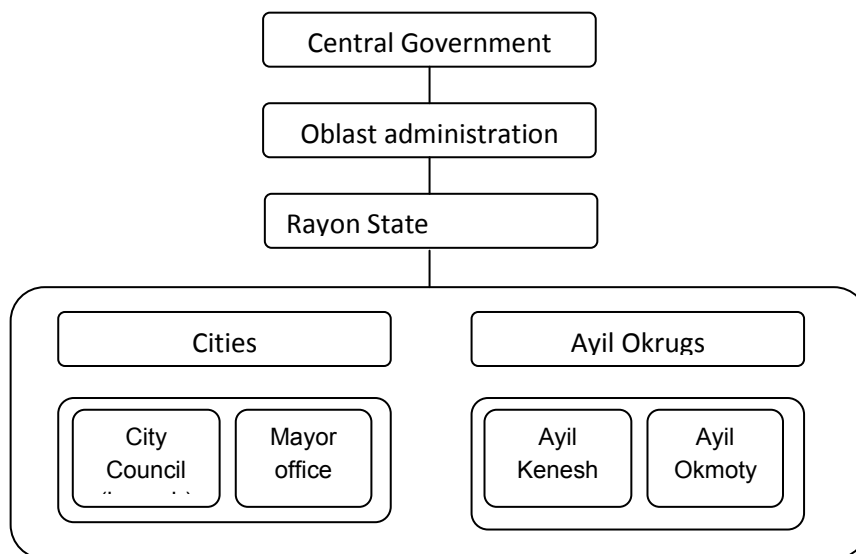 Central Government
Oblast administration
Rayon State
Cities
Ayil Okrugs
City
Council
Mayor
office
Ayil
Kenesh
Ayil
Okmoty